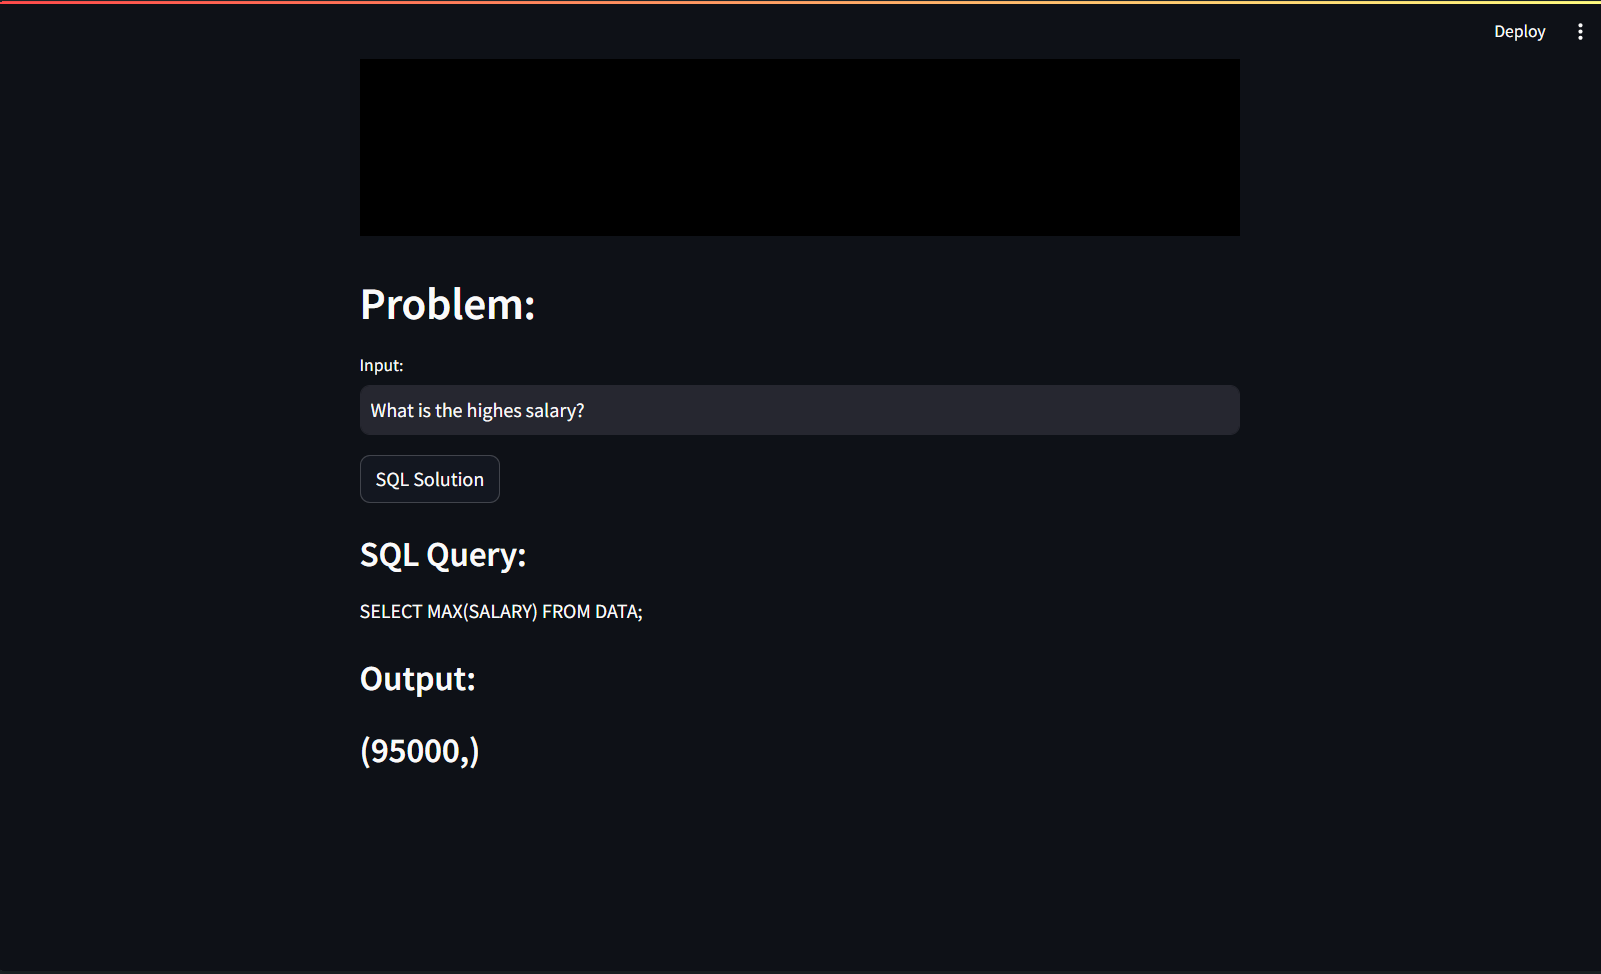 Deploy
Problem:
Input:
What is the highes salary?
SQL Solution
SQL Query:
SELECT MAX(SALARY) FROM DATA;
Output:
(95000,)